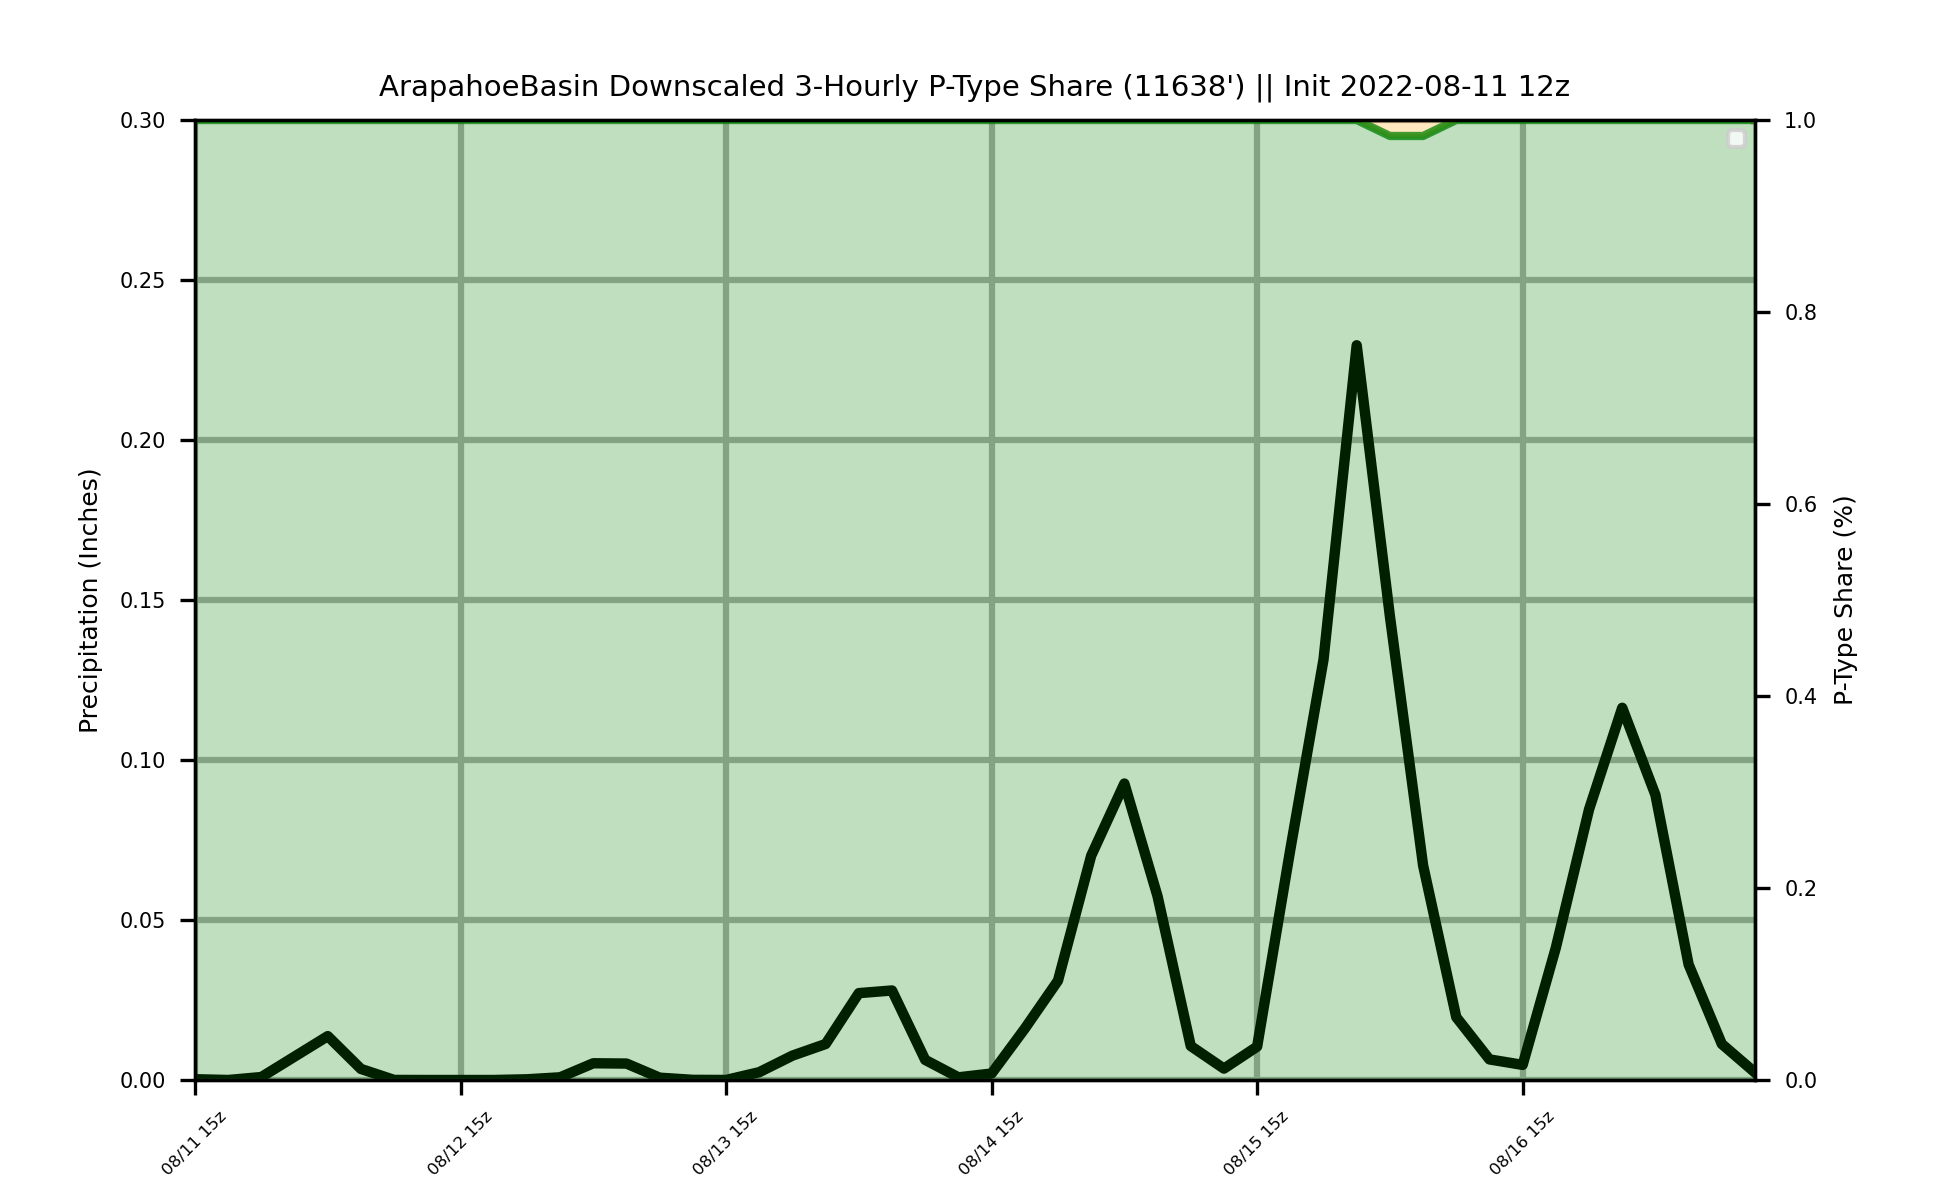 ArapahoeBasin Downscaled 3-Hourly P-Type Share (11638') || Init 2022-08-11 12z
0.30
0.25
0.20
0.15
0.10
0.05
0.00
Precipitation (Inches)
1.0
0.8
0.6
0.4
0.2
0.0
P-Type Share (%)
08/11 15z
08/12 15z
08/13 15z
08/14 15z
08/15 15z
08/16 15z